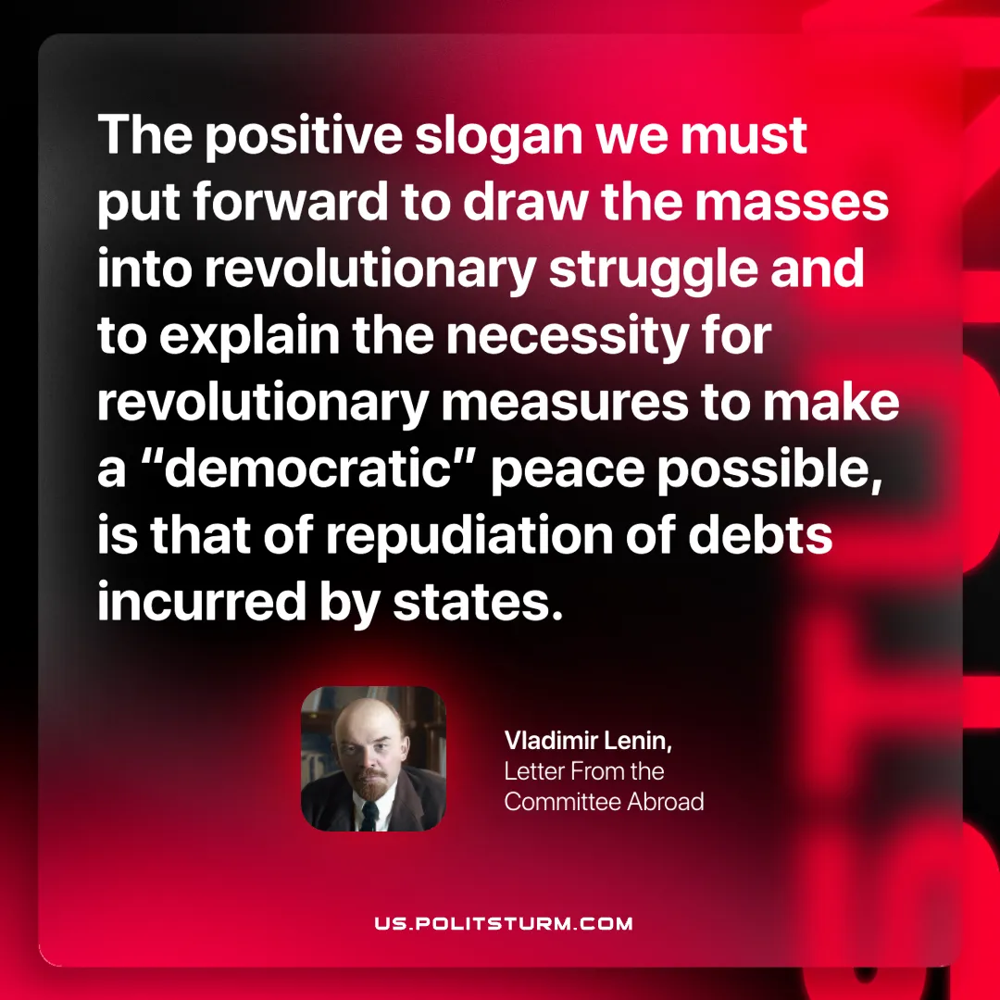 The positive slogan we must
put forward to draw the masses
into revolutionary struggle and
to explain the necessity for
revolutionary measures to make
a “democratic” peace possible,
is that of repudiation of debts
incurred by states.
Vladimir Lenin,
Letter From the
Committee Abroad
US.POLITSTURM.COM